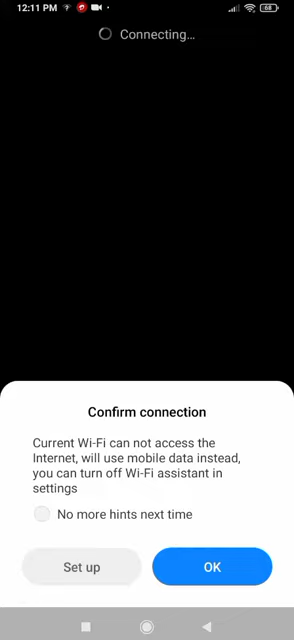 12:11 PM
68
Connecting...
Confirm connection
Current Wi-Fi can not access the
Internet, will use mobile data instead,
you can turn off Wi-Fi assistant in
settings
No more hints next time
Set up
OK